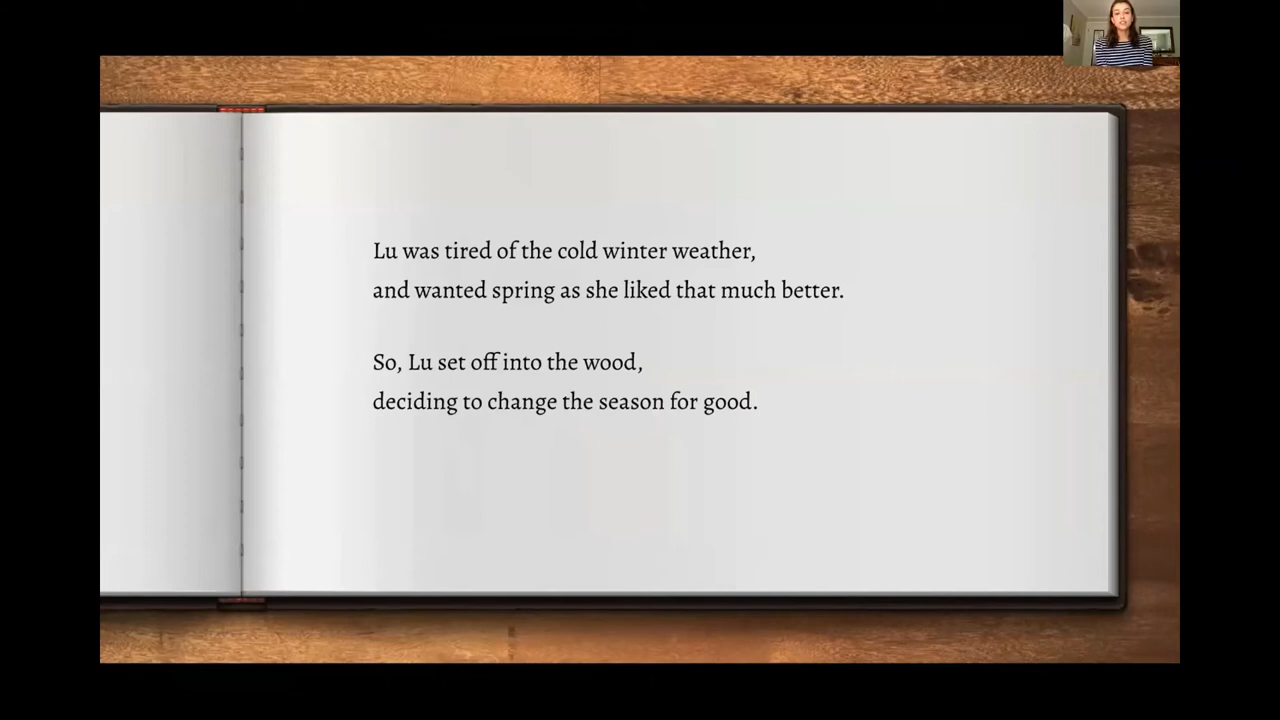 Lu was tired of the cold winter weather,
and wanted spring as she liked that much better.
So, Lu set off into the wood,
deciding to change the season for good.